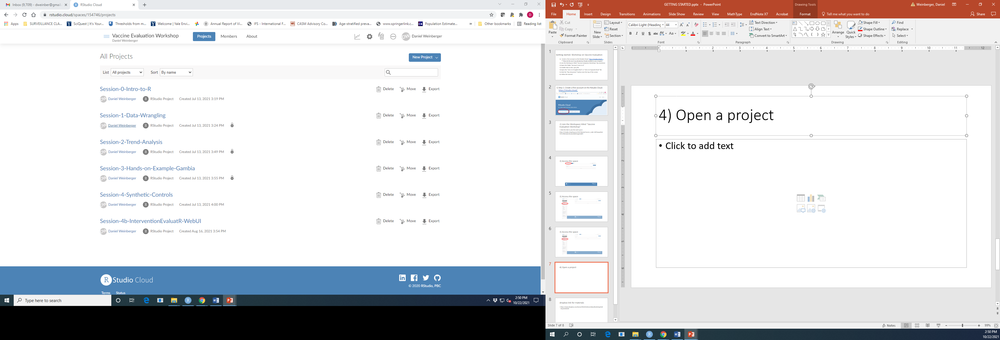 Inbox (9,709) - dweinber@gmail
RStudio Cloud
rstudio.cloud/spaces/154746/projects
Apps
SURVEILLANCE CLA...
SciQuest | It's Your...
Thresholds from m...
Welcome | Yale Envi...
Annual Report of Vi...
IFS - International F...
CASM Advisory Co...
Age-stratified preva...
www.springerlink.c...
Population Estimate...
»
Other bookmarks
Reading list
Vaccine Evaluation Workshop
Daniel Weinberger
Projects
Members
About
DW
Daniel Weinberger
All Projects
New Project
List
All projects
Sort
By name
Session-0-Intro-to-R
Delete
Move
Export
DW Daniel Weinberger R RStudio Project Created Jul 13, 2021 3:19 PM
Session-1-Data-Wrangling
Delete
Move
Export
DW Daniel Weinberger R RStudio Project Created Jul 13, 2021 3:24 PM
Session-2-Trend-Analysis
Delete
Move
Export
DW Daniel Weinberger R RStudio Project Created Jul 13, 2021 3:49 PM
Session-3-Hands-on-Example-Gambia
Delete
Move
Export
DW Daniel Weinberger R RStudio Project Created Jul 13, 2021 3:55 PM
Session-4-Synthetic-Controls
Delete
Move
Export
DW Daniel Weinberger R RStudio Project Created Jul 13, 2021 4:00 PM
Session-4b-InterventionEvaluatR-WebUI
Delete
Move
Export
DW Daniel Weinberger R RStudio Project Created Aug 16, 2021 3:54 PM
R Studio Cloud
© 2020 RStudio, PBC
Terms
Status
Type here to search
2:50 PM
10/22/2021
GETTING STARTED.pptx - PowerPoint
Drawing Tools
Weinberger, Daniel
File
Home
Insert
Design
Transitions
Animations
Slide Show
Review
View
MathType
EndNote X7
Acrobat
Format
Tell me what you want to do
Share
Paste
Cut
Copy
Format Painter
Clipboard
New
Slide
Layout
Reset
Section
Slides
Calibri Light (Heading
44
B I U S abc AV Aa
Font
Text Direction
Align Text
Convert to SmartArt
Paragraph
Arrange
Quick
Styles
Shape Fill
Shape Outline
Shape Effects
Drawing
Find
Replace
Select
Editing
1
Getting started: Workshop on Vaccine Evaluation
2
1) Step 1: Create a free account on the Rstudio Cloud:
https://rstudio.cloud/
RStudio Cloud
3
2) Join the Workspace titled "Vaccine
Evaluation Workshop"
4
3) Access the space
5
3) Access the space
6
3) Access the space
7
4) Open a project
8
dropbox link for materials
4) Open a project
• Click to add text
Slide 7 of 8
Notes
99%
2:50 PM
10/22/2021